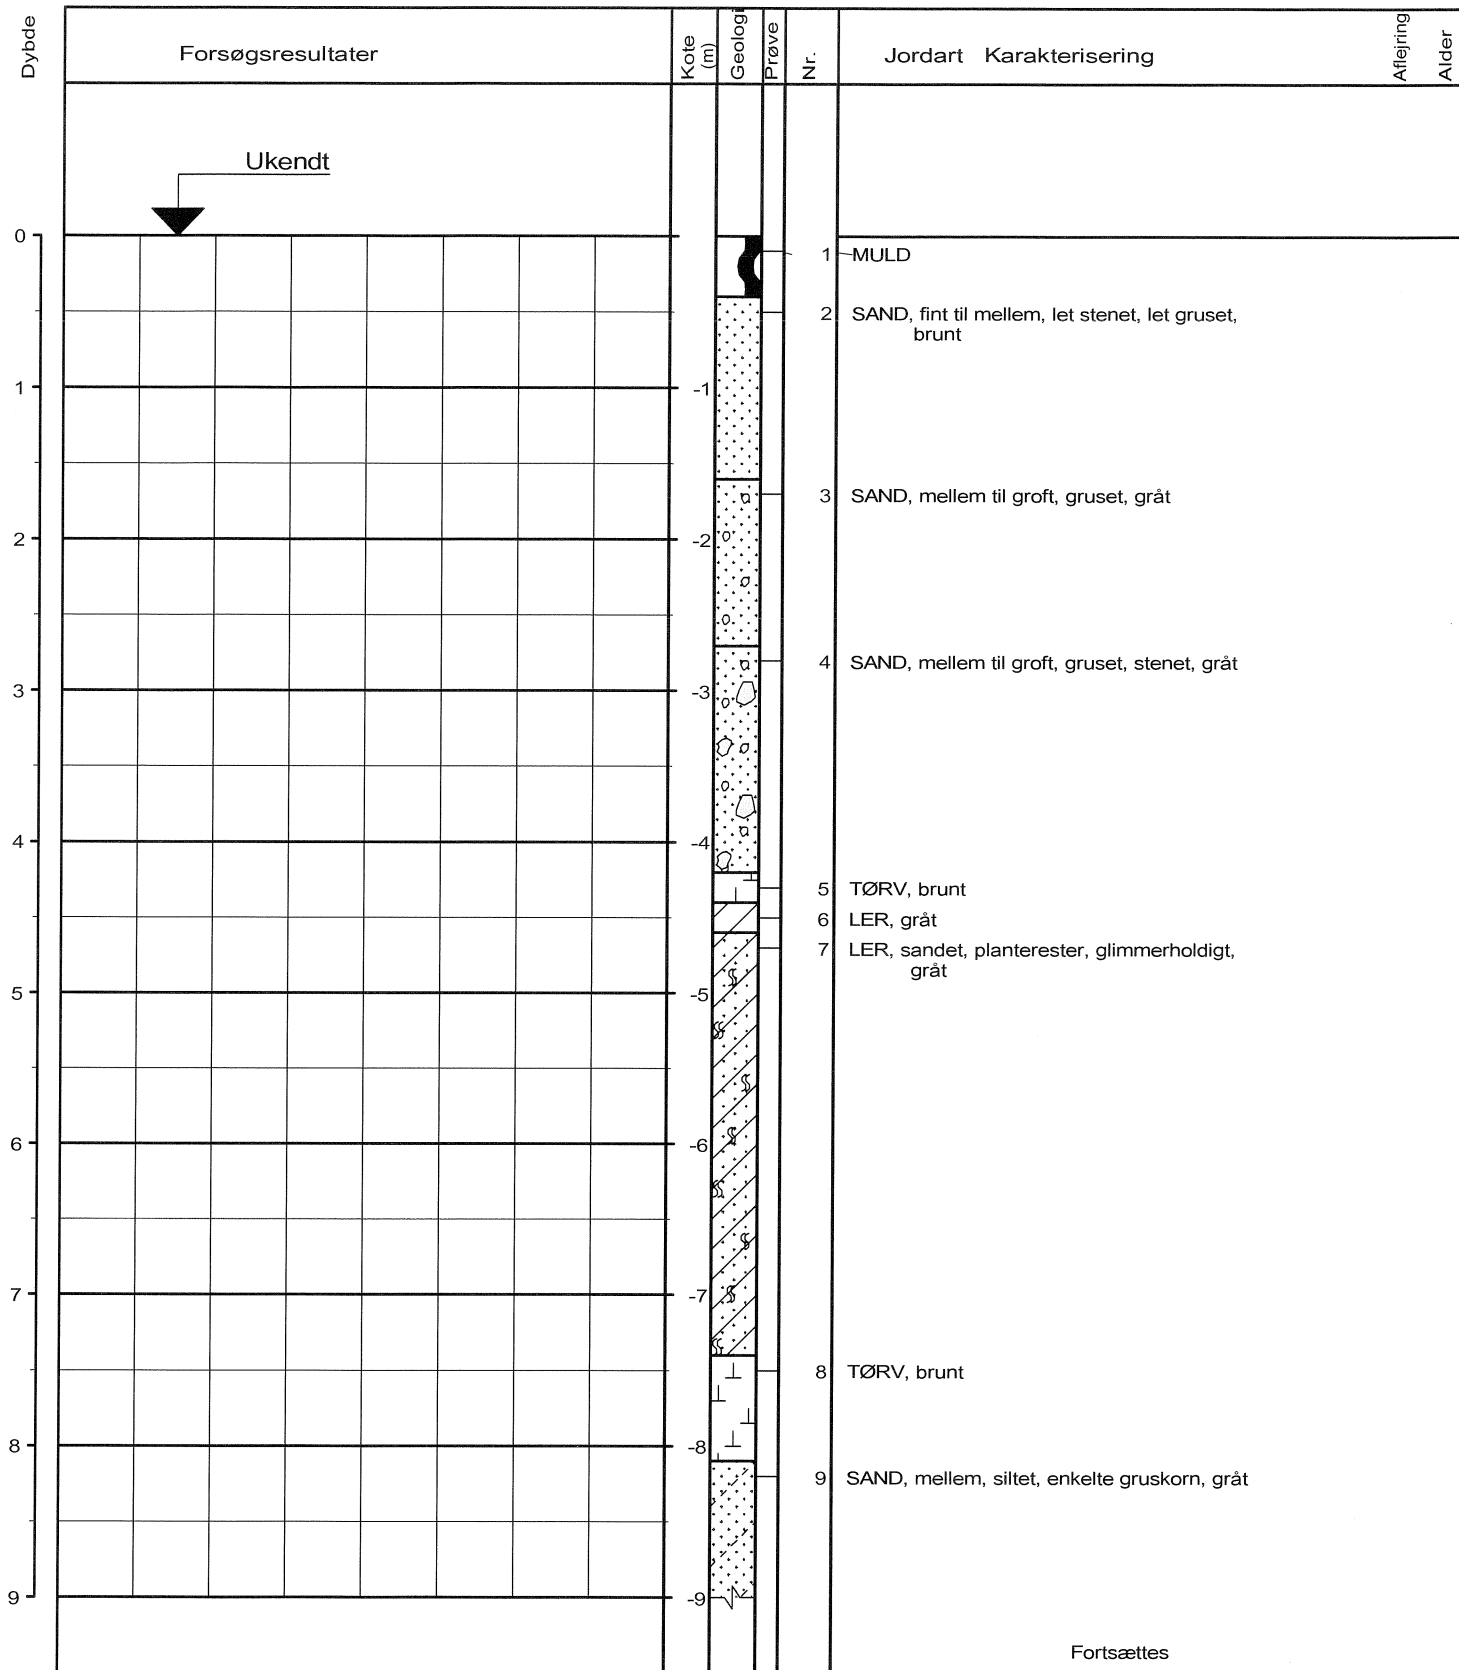 Dybde
Forsøgsresultater
Kote (m)
Geologi
Prøve
Nr.
Jordart Karakterisering
Aflejring
Alder
Ukendt
0
1 MULD
2 SAND, fint til mellem, let stenet, let gruset,
brunt
1 -1
3 SAND, mellem til groft, gruset, gråt
2 -2
4 SAND, mellem til groft, gruset, stenet, gråt
3 -3
4 -4
5 TØRV, brunt
6 LER, gråt
7 LER, sandet, planterester, glimmerholdigt,
gråt
5 -5
6 -6
7 -7
8 TØRV, brunt
8 -8
9 SAND, mellem, siltet, enkelte gruskorn, gråt
9 -9
Fortsættes